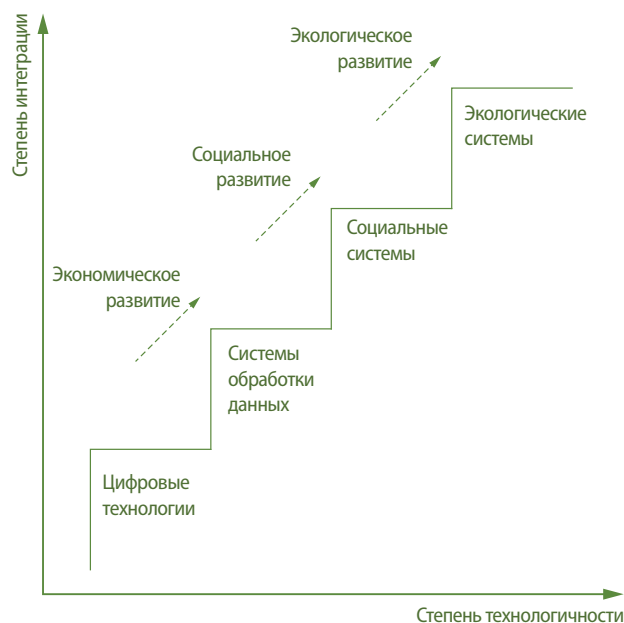 Степень интеграции
Экологическое
развитие
Экологические
системы
Социальное
развитие
Социальные
системы
Экономическое
развитие
Системы
обработки
данных
Цифровые
технологии
Степень технологичности